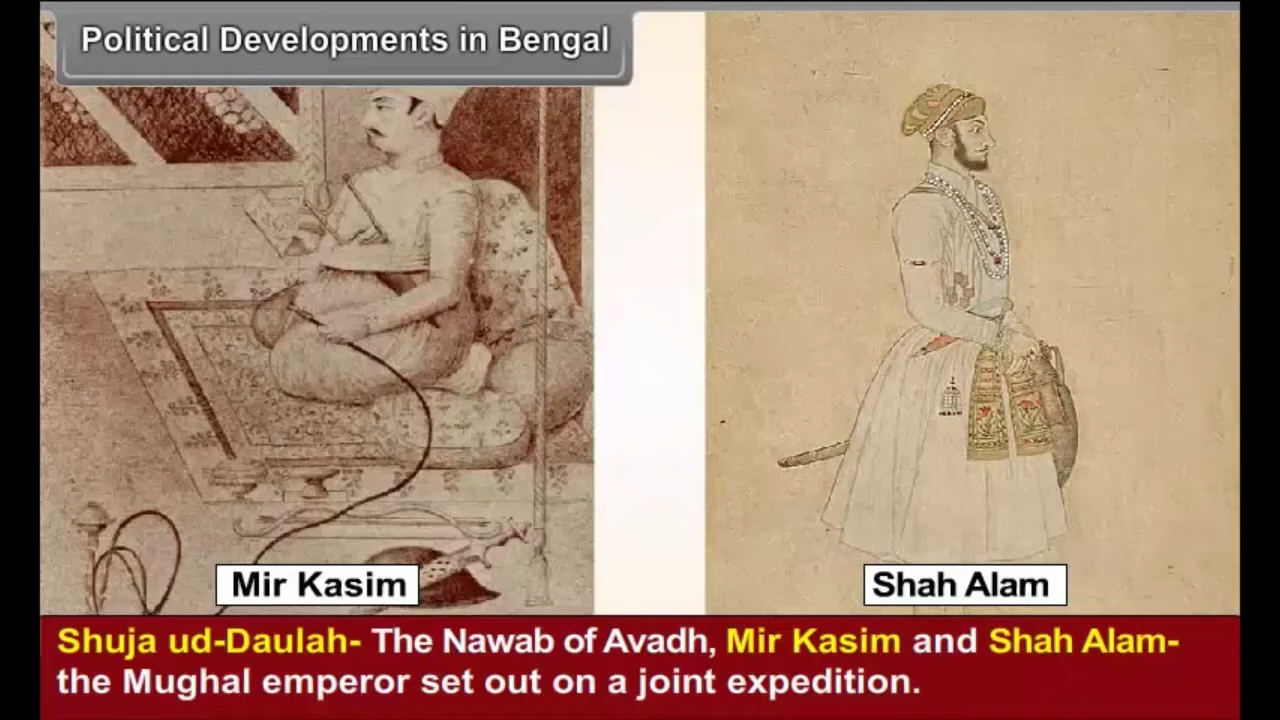 Political Developments in Bengal
Mir Kasim
Shah Alam
Shuja ud-Daulah- The Nawab of Avadh, Mir Kasim and Shah Alam-
the Mughal emperor set out on a joint expedition.